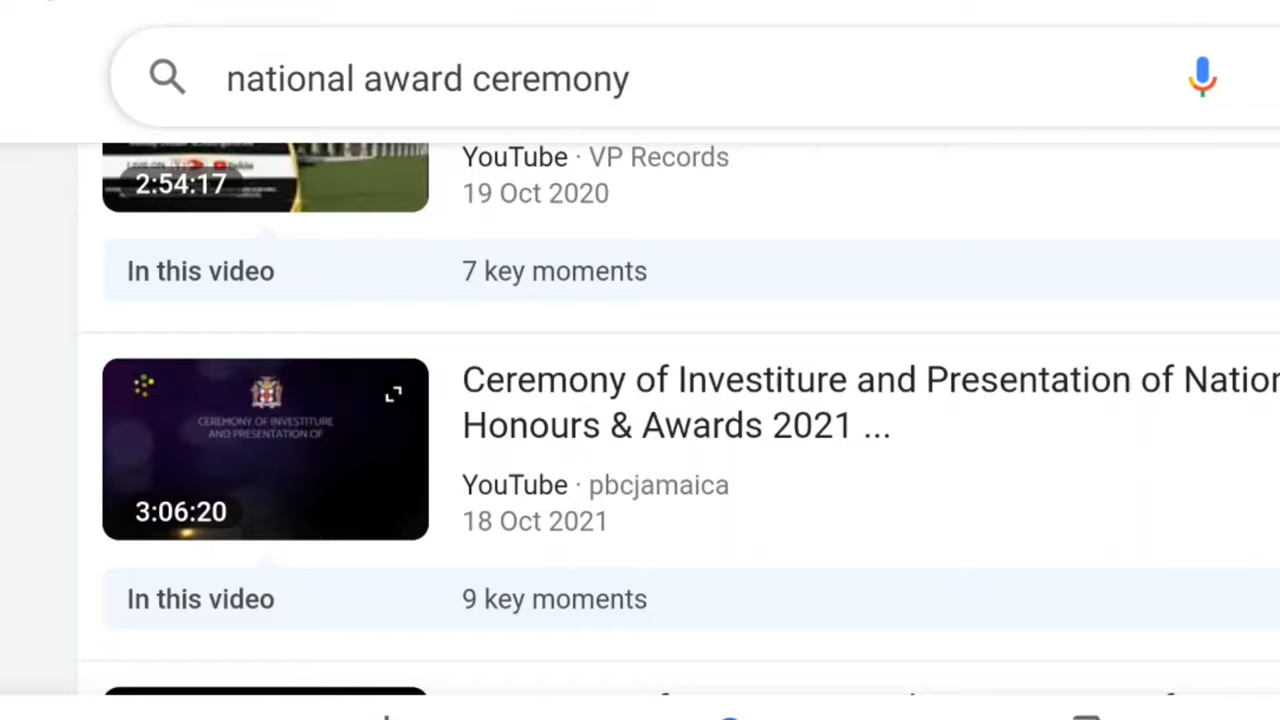 national award ceremony
2:54:17
YouTube · VP Records
19 Oct 2020
In this video
7 key moments
CEREMONY OF INVESTITURE
AND PRESENTATION OF
3:06:20
Ceremony of Investiture and Presentation of Nation
Honours & Awards 2021 ...
YouTube · pbcjamaica
18 Oct 2021
In this video
9 key moments